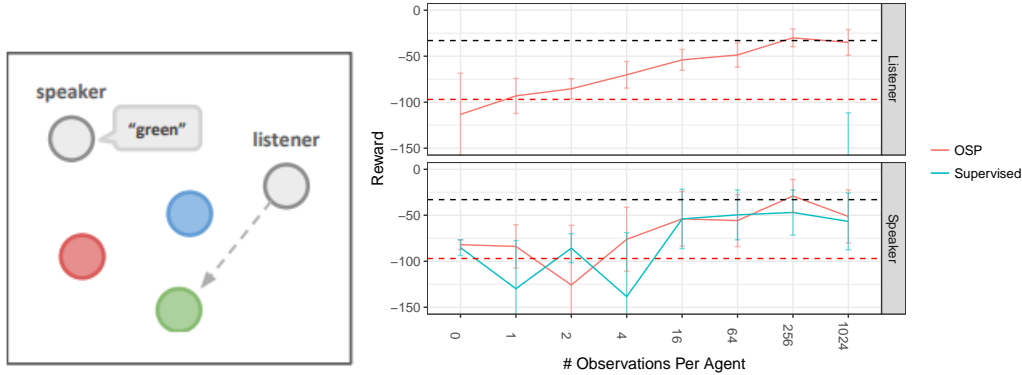 speaker
"green"
listener
Reward
0
−50
−100
−150
Listener
0
−50
−100
−150
Speaker
0
1
2
4
16
64
256
1024
# Observations Per Agent
OSP
Supervised